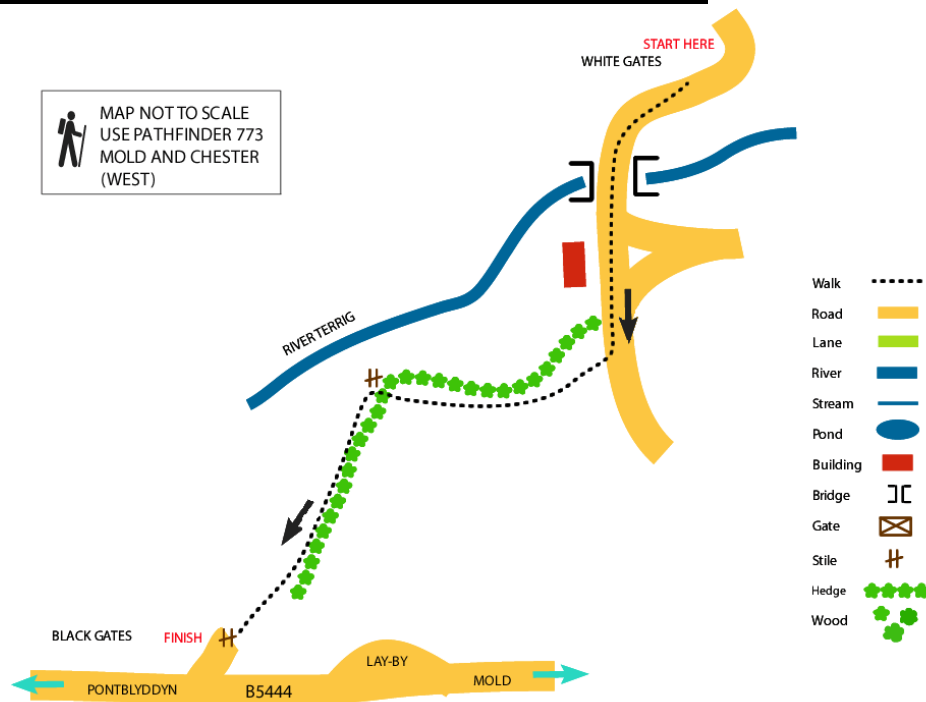 START HERE
WHITE GATES
MAP NOT TO SCALE
USE PATHFINDER 773
MOLD AND CHESTER
(WEST)
RIVER TERRIG
Walk
Road
Lane
River
Stream
Pond
Building
Bridge
Gate
Stile
Hedge
Wood
BLACK GATES
FINISH
LAY-BY
PONTBLYDDYN
B5444
MOLD